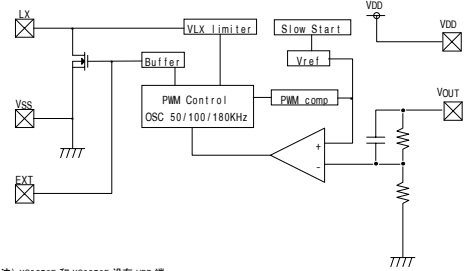 LX
VLX limiter
Slow Start
VDD
VDD
Buffer
Vref
PWM Control
OSC 50/100/180KHz
PWM comp
VOUT
VSS
+
-
EXT